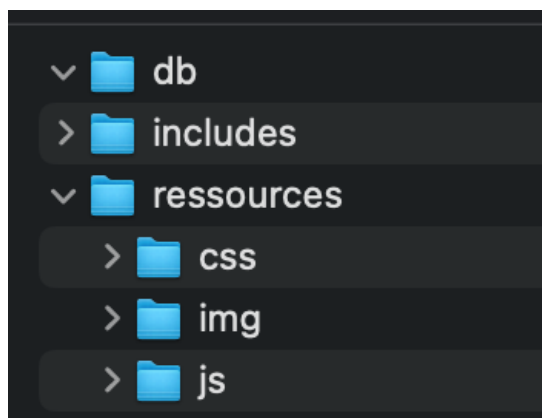 db
includes
ressources
css
img
js